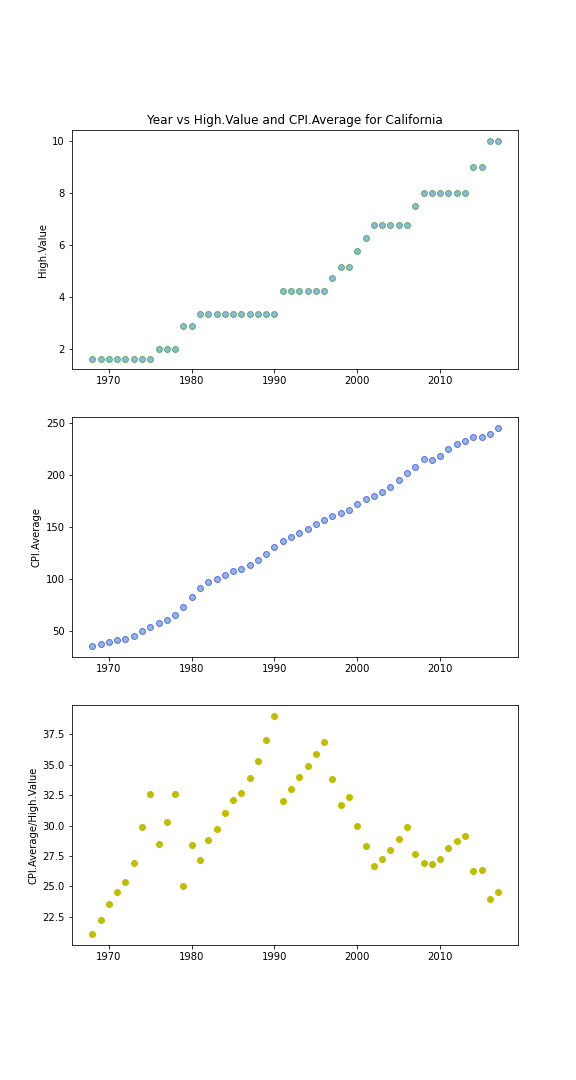 Year vs High.Value and CPI.Average for California
10
8
6
4
2
High.Value
1970 1980 1990 2000 2010
250
200
150
100
50
CPI.Average
1970 1980 1990 2000 2010
37.5
35.0
32.5
30.0
27.5
25.0
22.5
CPI.Average/High.Value
1970 1980 1990 2000 2010